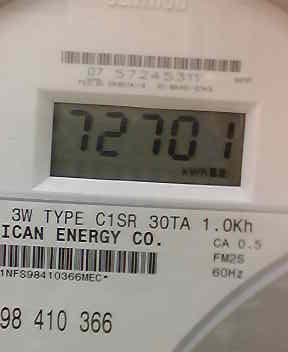 07 57245311
72701
kWh
3W TYPE C1SR 30TA 1.0Kh
ICAN ENERGY CO.
CA 0.5
FM2S
60Hz
1NFS98410366MEC*
98 410 366